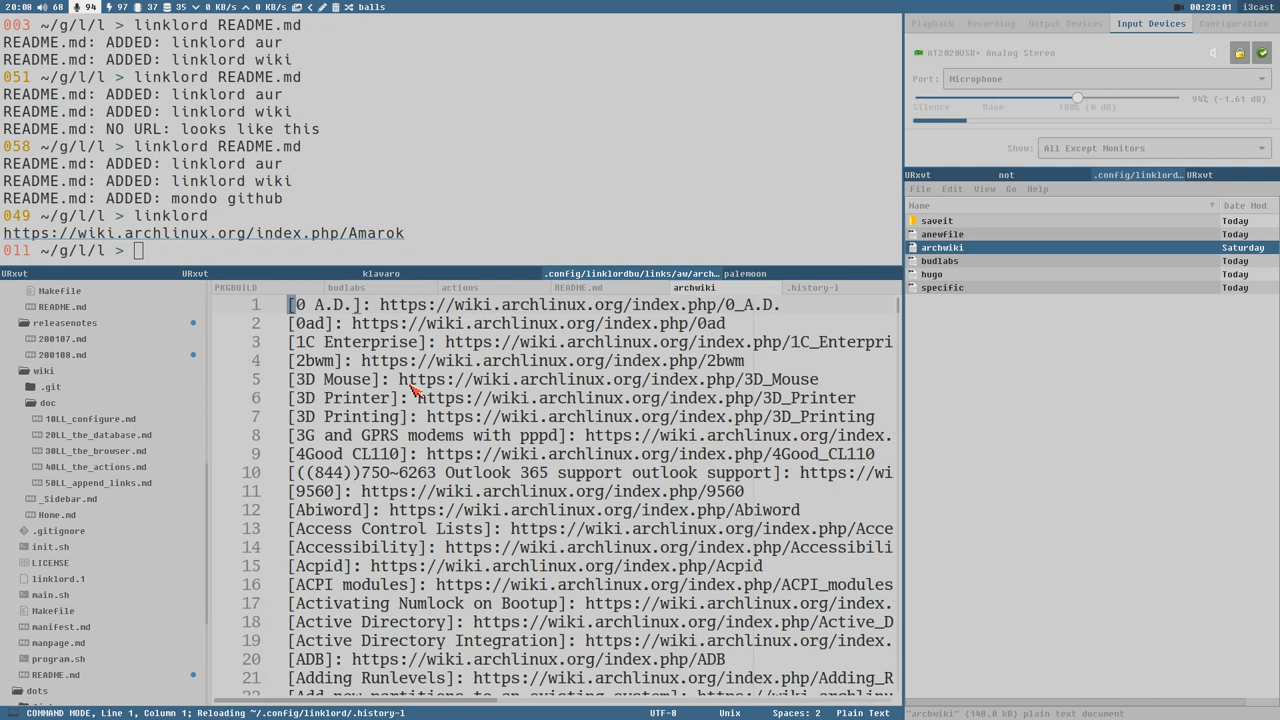 20:08 68 94 97 37 35 0 KB/s 0 KB/s balls 00:23:01 i3cast
003 ~/g/l/l > linklord README.md
README.md: ADDED: linklord aur
README.md: ADDED: linklord wiki
051 ~/g/l/l > linklord README.md
README.md: ADDED: linklord aur
README.md: ADDED: linklord wiki
README.md: NO URL: looks like this
058 ~/g/l/l > linklord README.md
README.md: ADDED: linklord aur
README.md: ADDED: linklord wiki
README.md: ADDED: mondo github
049 ~/g/l/l > linklord
https://wiki.archlinux.org/index.php/Amarok
011 ~/g/l/l >
Playback Recording Output Devices Input Devices Configuration
AT2020USB+ Analog Stereo
Port: Microphone
94% (-1.61 dB)
Silence Base 100% (0 dB)
Show: All Except Monitors
URxvt not .config/linklord… URxvt
File Edit View Go Help
Name Date Mod
saveit Today
anewfile Today
archwiki Saturday
budlabs Today
hugo Today
specific Today
"archwiki" (148.0 kB) plain text document
URxvt URxvt klavaro .config/linklordbu/links/aw/arch… palemoon
PKGBUILD budlabs actions README.md archwiki .history-l
Makefile
README.md
releasenotes
200107.md
200108.md
wiki
.git
doc
10LL_configure.md
20LL_the_database.md
30LL_the_browser.md
40LL_the_actions.md
50LL_append_links.md
_Sidebar.md
Home.md
.gitignore
init.sh
LICENSE
linklord.1
main.sh
Makefile
manifest.md
manpage.md
program.sh
README.md
dots
1 [0 A.D.]: https://wiki.archlinux.org/index.php/0_A.D.
2 [0ad]: https://wiki.archlinux.org/index.php/0ad
3 [1C Enterprise]: https://wiki.archlinux.org/index.php/1C_Enterpri
4 [2bwm]: https://wiki.archlinux.org/index.php/2bwm
5 [3D Mouse]: https://wiki.archlinux.org/index.php/3D_Mouse
6 [3D Printer]: https://wiki.archlinux.org/index.php/3D_Printer
7 [3D Printing]: https://wiki.archlinux.org/index.php/3D_Printing
8 [3G and GPRS modems with pppd]: https://wiki.archlinux.org/index.
9 [4Good CL110]: https://wiki.archlinux.org/index.php/4Good_CL110
10 [((844))75O~6263 Outlook 365 support outlook support]: https://wi
11 [9560]: https://wiki.archlinux.org/index.php/9560
12 [Abiword]: https://wiki.archlinux.org/index.php/Abiword
13 [Access Control Lists]: https://wiki.archlinux.org/index.php/Acce
14 [Accessibility]: https://wiki.archlinux.org/index.php/Accessibili
15 [Acpid]: https://wiki.archlinux.org/index.php/Acpid
16 [ACPI modules]: https://wiki.archlinux.org/index.php/ACPI_modules
17 [Activating Numlock on Bootup]: https://wiki.archlinux.org/index.
18 [Active Directory]: https://wiki.archlinux.org/index.php/Active_D
19 [Active Directory Integration]: https://wiki.archlinux.org/index.
20 [ADB]: https://wiki.archlinux.org/index.php/ADB
21 [Adding Runlevels]: https://wiki.archlinux.org/index.php/Adding_R
COMMAND MODE, Line 1, Column 1; Reloading ~/.config/linklord/.history-l UTF-8 Unix Spaces: 2 Plain Text